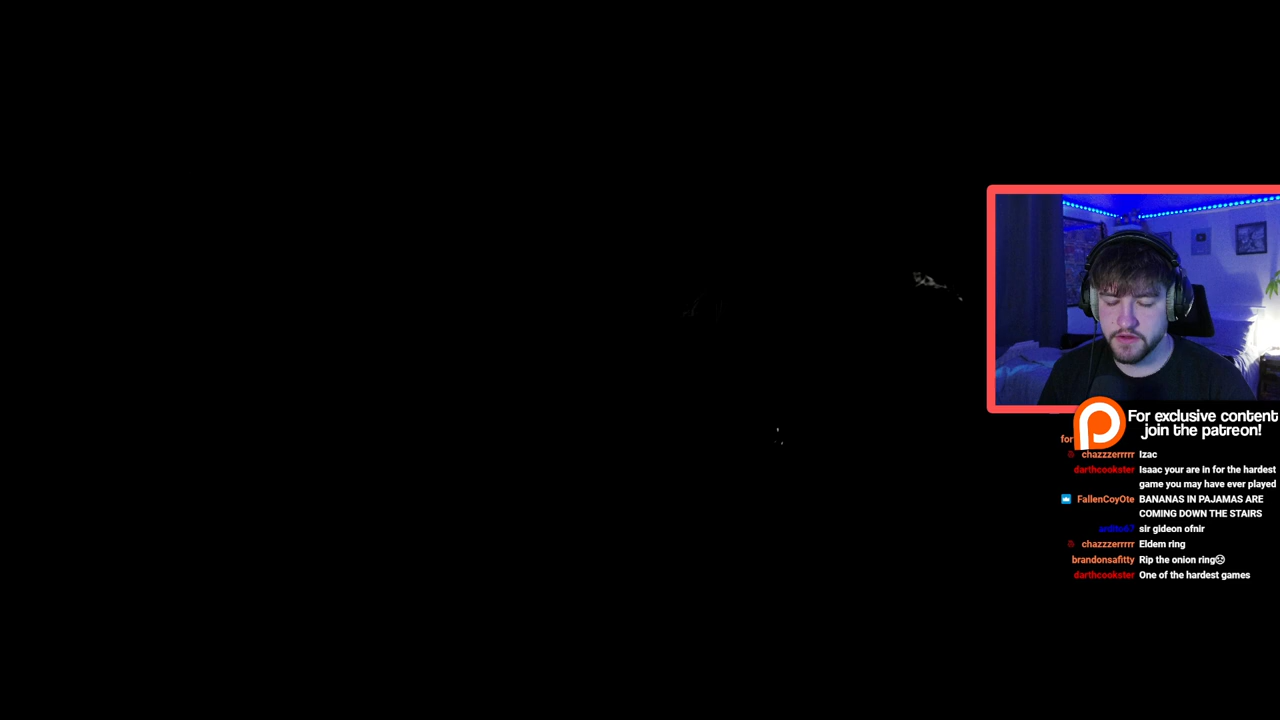 For exclusive content
join the patreon!
for
chazzzerrrrr Izac
darthcookster Isaac your are in for the hardest
game you may have ever played
FallenCoyOte BANANAS IN PAJAMAS ARE
COMING DOWN THE STAIRS
sir gideon ofnir
chazzzerrrrr Eldem ring
brandonsafitty Rip the onion ring☹
darthcookster One of the hardest games